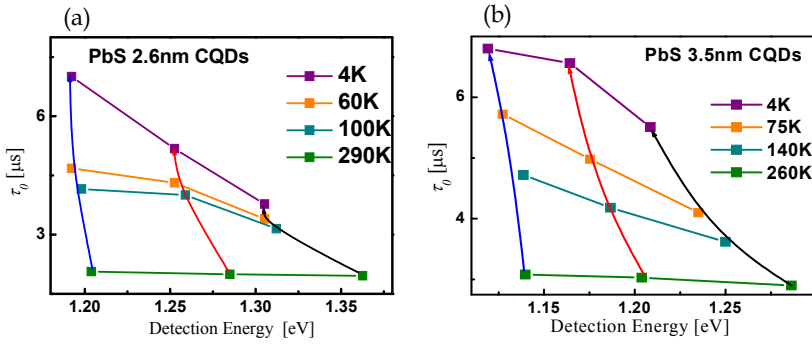 (a)
PbS 2.6nm CQDs
4K
60K
100K
290K
6
3
τ0 [µs]
1.20 1.25 1.30 1.35
Detection Energy [eV]
(b)
PbS 3.5nm CQDs
4K
75K
140K
260K
6
4
τ0 [µs]
1.15 1.20 1.25
Detection Energy [eV]